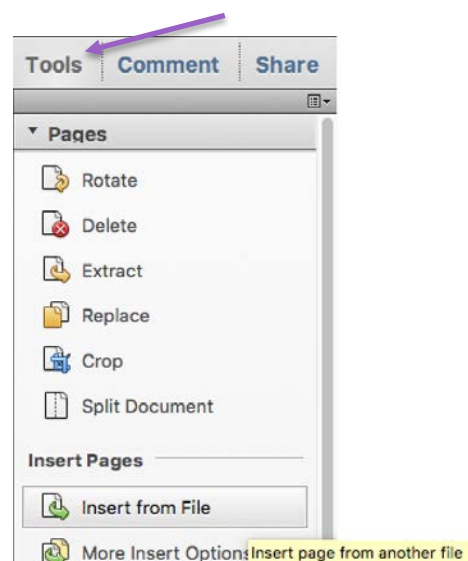 Tools Comment Share
Pages
Rotate
Delete
Extract
Replace
Crop
Split Document
Insert Pages
Insert from File
More Insert Options Insert page from another file